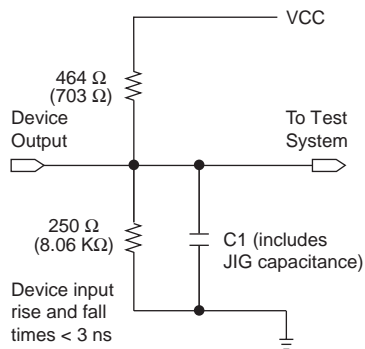 VCC
464 Ω
(703 Ω)
Device
Output
To Test
System
250 Ω
(8.06 KΩ)
C1 (includes
JIG capacitance)
Device input
rise and fall
times < 3 ns